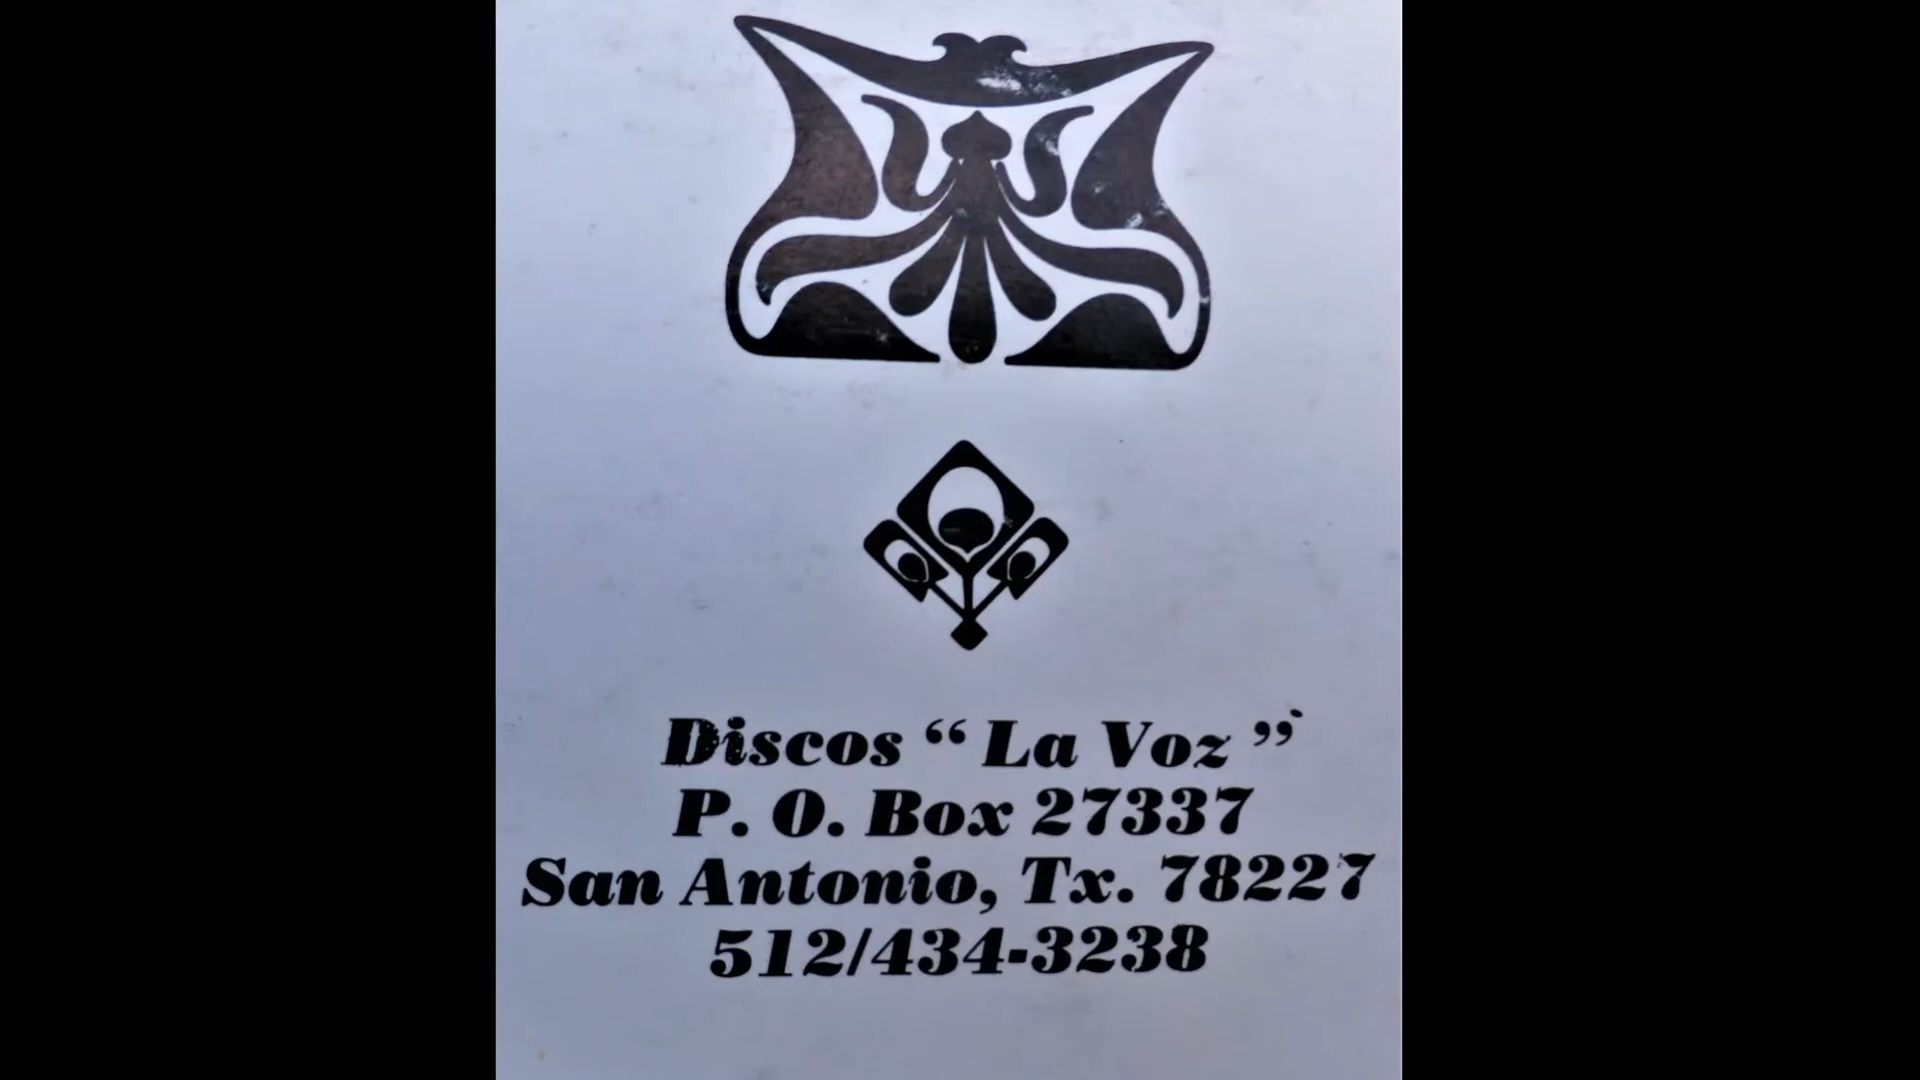 Discos “ La Voz ”
P. O. Box 27337
San Antonio, Tx. 78227
512/434-3238